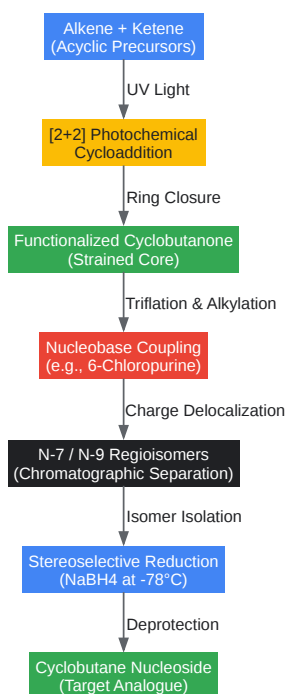 Alkene + Ketene
(Acyclic Precursors)
UV Light
[2+2] Photochemical
Cycloaddition
Ring Closure
Functionalized Cyclobutanone
(Strained Core)
Triflation & Alkylation
Nucleobase Coupling
(e.g., 6-Chloropurine)
Charge Delocalization
N-7 / N-9 Regioisomers
(Chromatographic Separation)
Isomer Isolation
Stereoselective Reduction
(NaBH4 at -78°C)
Deprotection
Cyclobutane Nucleoside
(Target Analogue)